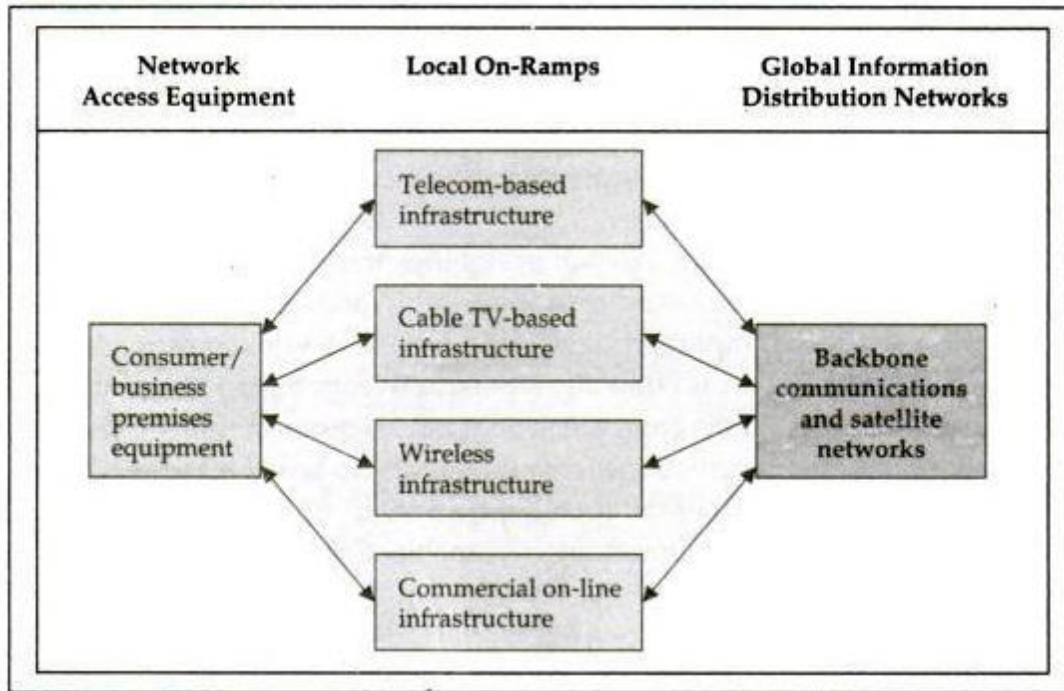 Network
Access Equipment
Local On-Ramps
Global Information
Distribution Networks
Telecom-based
infrastructure
Cable TV-based
infrastructure
Consumer/
business
premises
equipment
Wireless
infrastructure
Commercial on-line
infrastructure
Backbone
communications
and satellite
networks